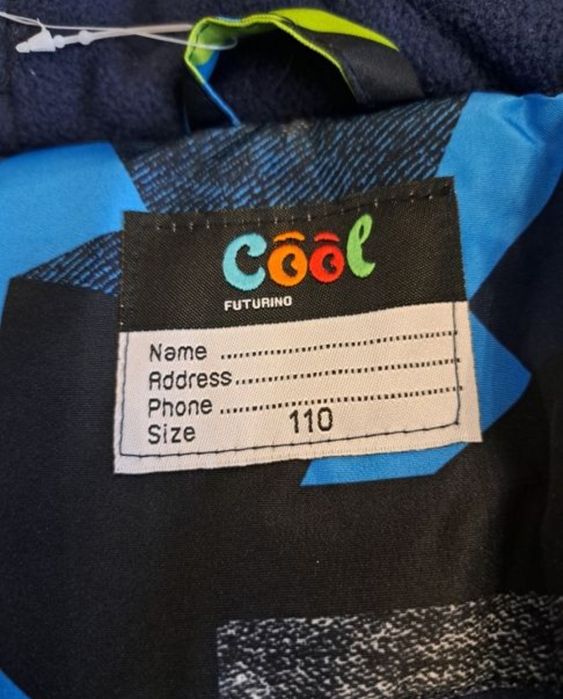 Cool
FUTURINO
Name ........................
Address ........................
Phone ........................
Size 110